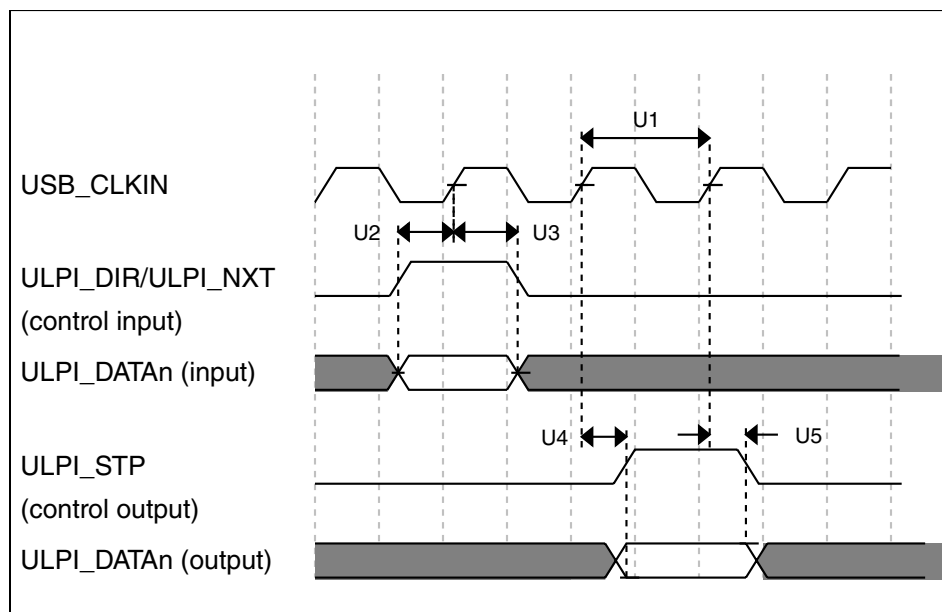 U1
USB_CLKIN
U2
U3
ULPI_DIR/ULPI_NXT
(control input)
ULPI_DATAn (input)
U4
U5
ULPI_STP
(control output)
ULPI_DATAn (output)